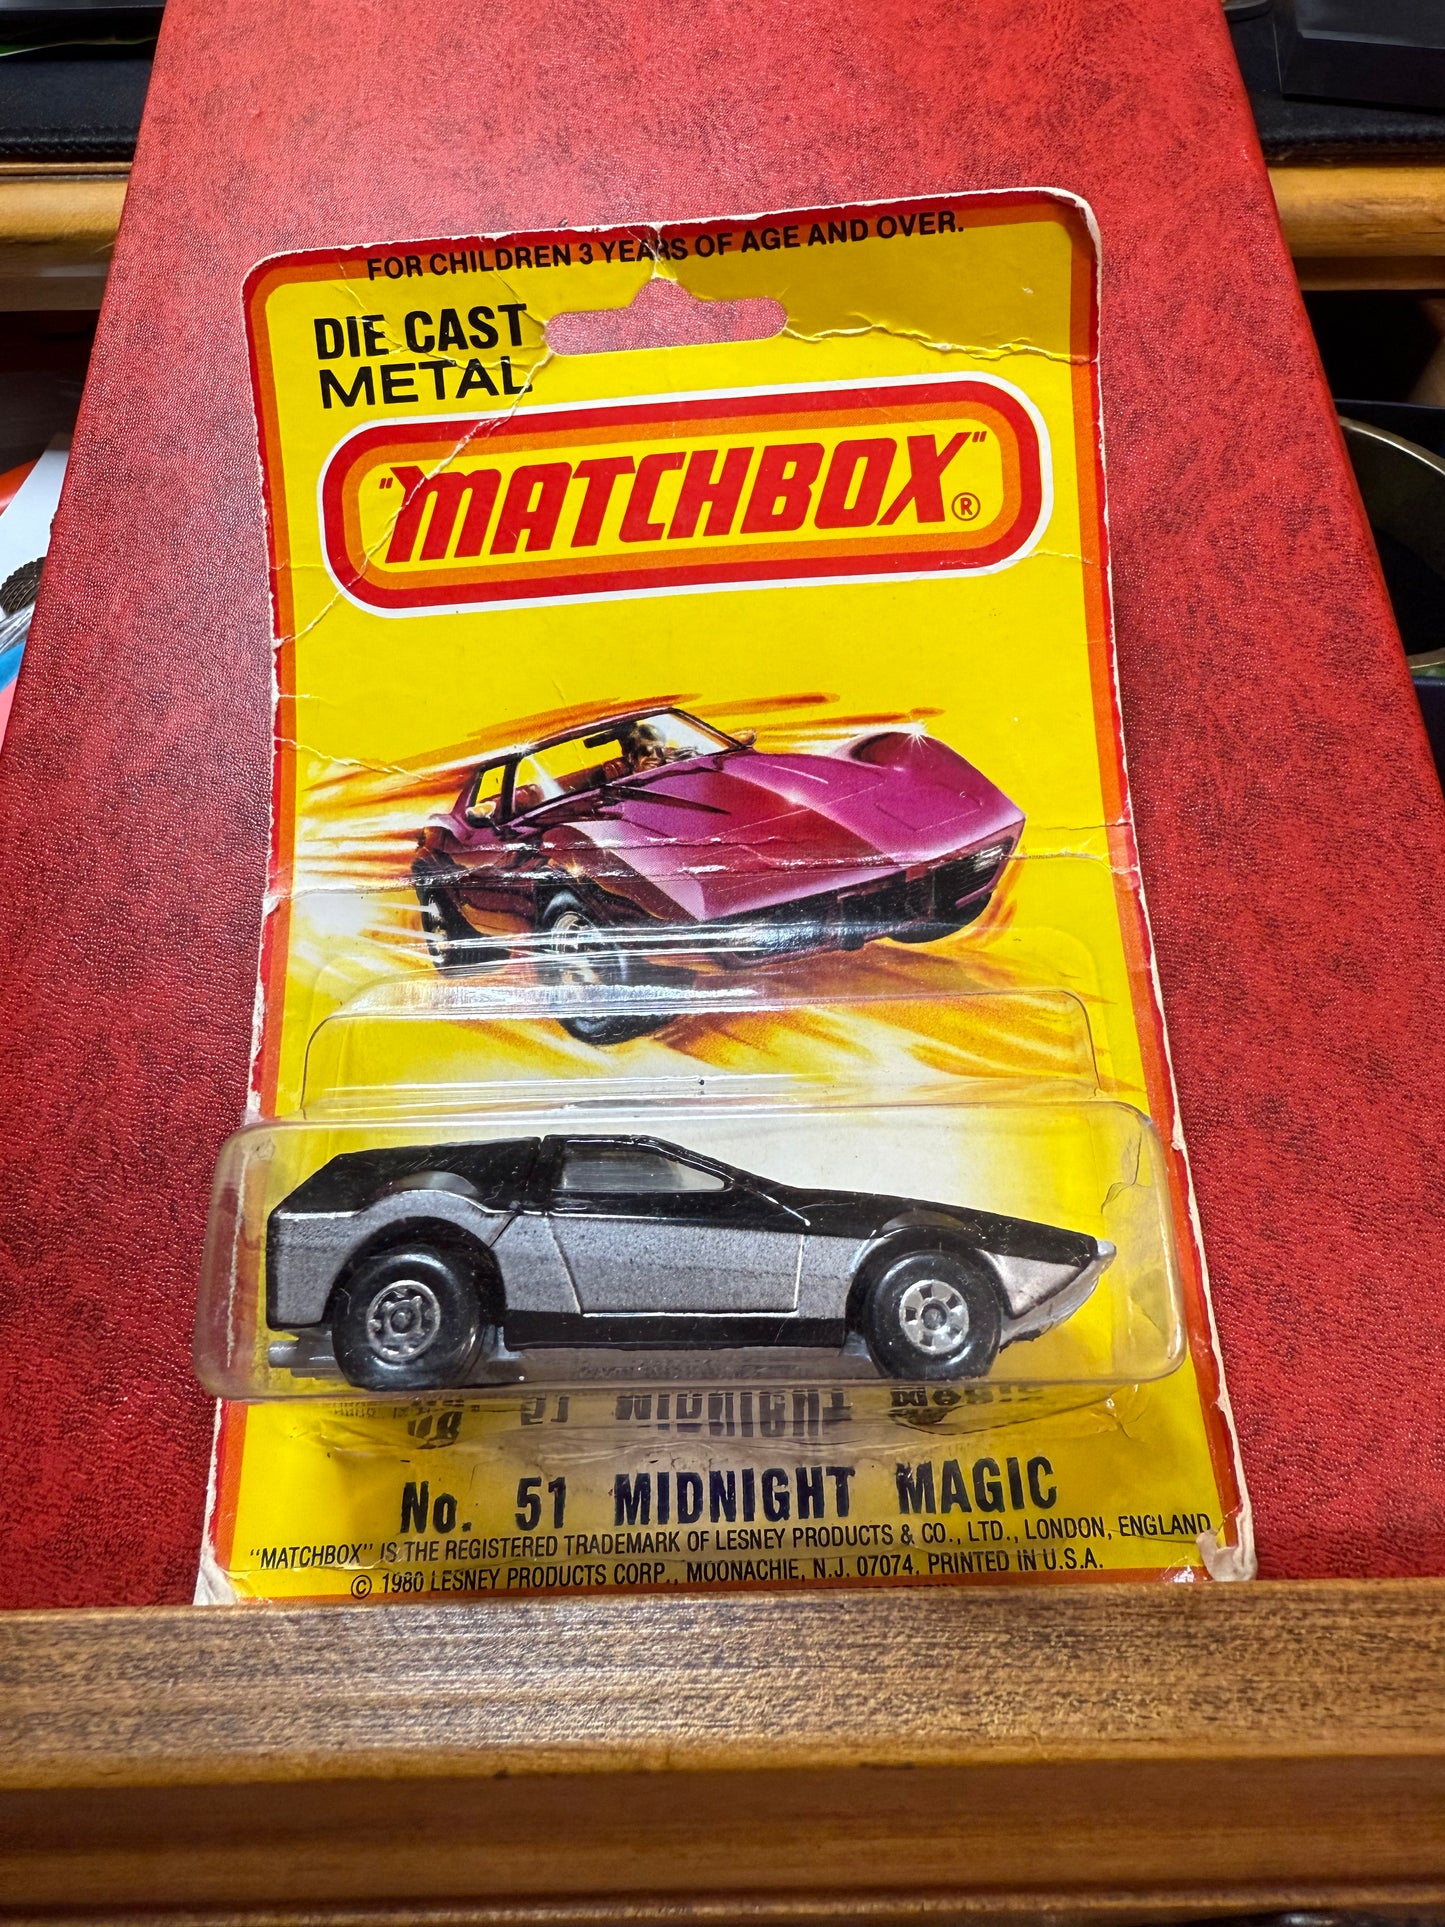 FOR CHILDREN 3 YEARS OF AGE AND OVER.
DIE CAST
METAL
"MATCHBOX"®
No. 51 MIDNIGHT MAGIC
"MATCHBOX" IS THE REGISTERED TRADEMARK OF LESNEY PRODUCTS & CO., LTD., LONDON, ENGLAND
© 1980 LESNEY PRODUCTS CORP., MOONACHIE, N.J. 07074. PRINTED IN U.S.A.